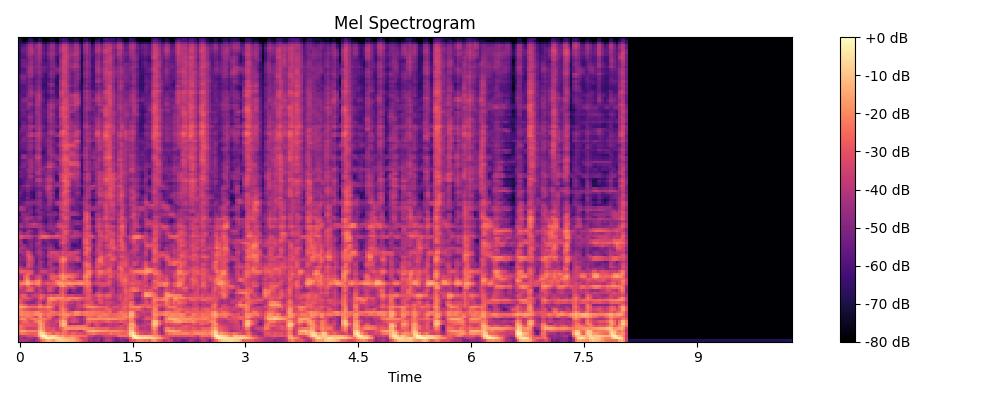 Mel Spectrogram
+0 dB
-10 dB
-20 dB
-30 dB
-40 dB
-50 dB
-60 dB
-70 dB
-80 dB
0 1.5 3 4.5 6 7.5 9
Time